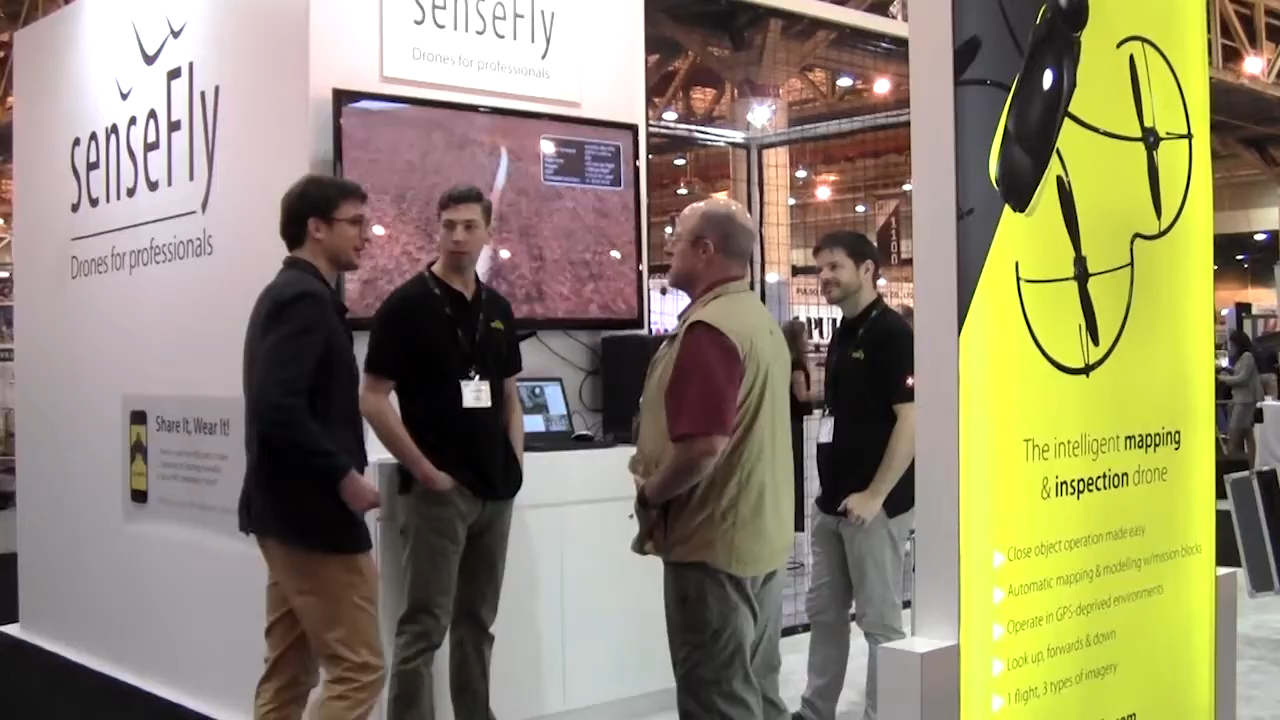 senseFly
Drones for professionals
senseFly
Drones for professionals
Share It, Wear It!
1100
The intelligent mapping
& inspection drone
Close object operation made easy
Automatic mapping & modelling w/mission blocks
Operate in GPS-deprived environments
Look up, forwards & down
1 flight, 3 types of imagery